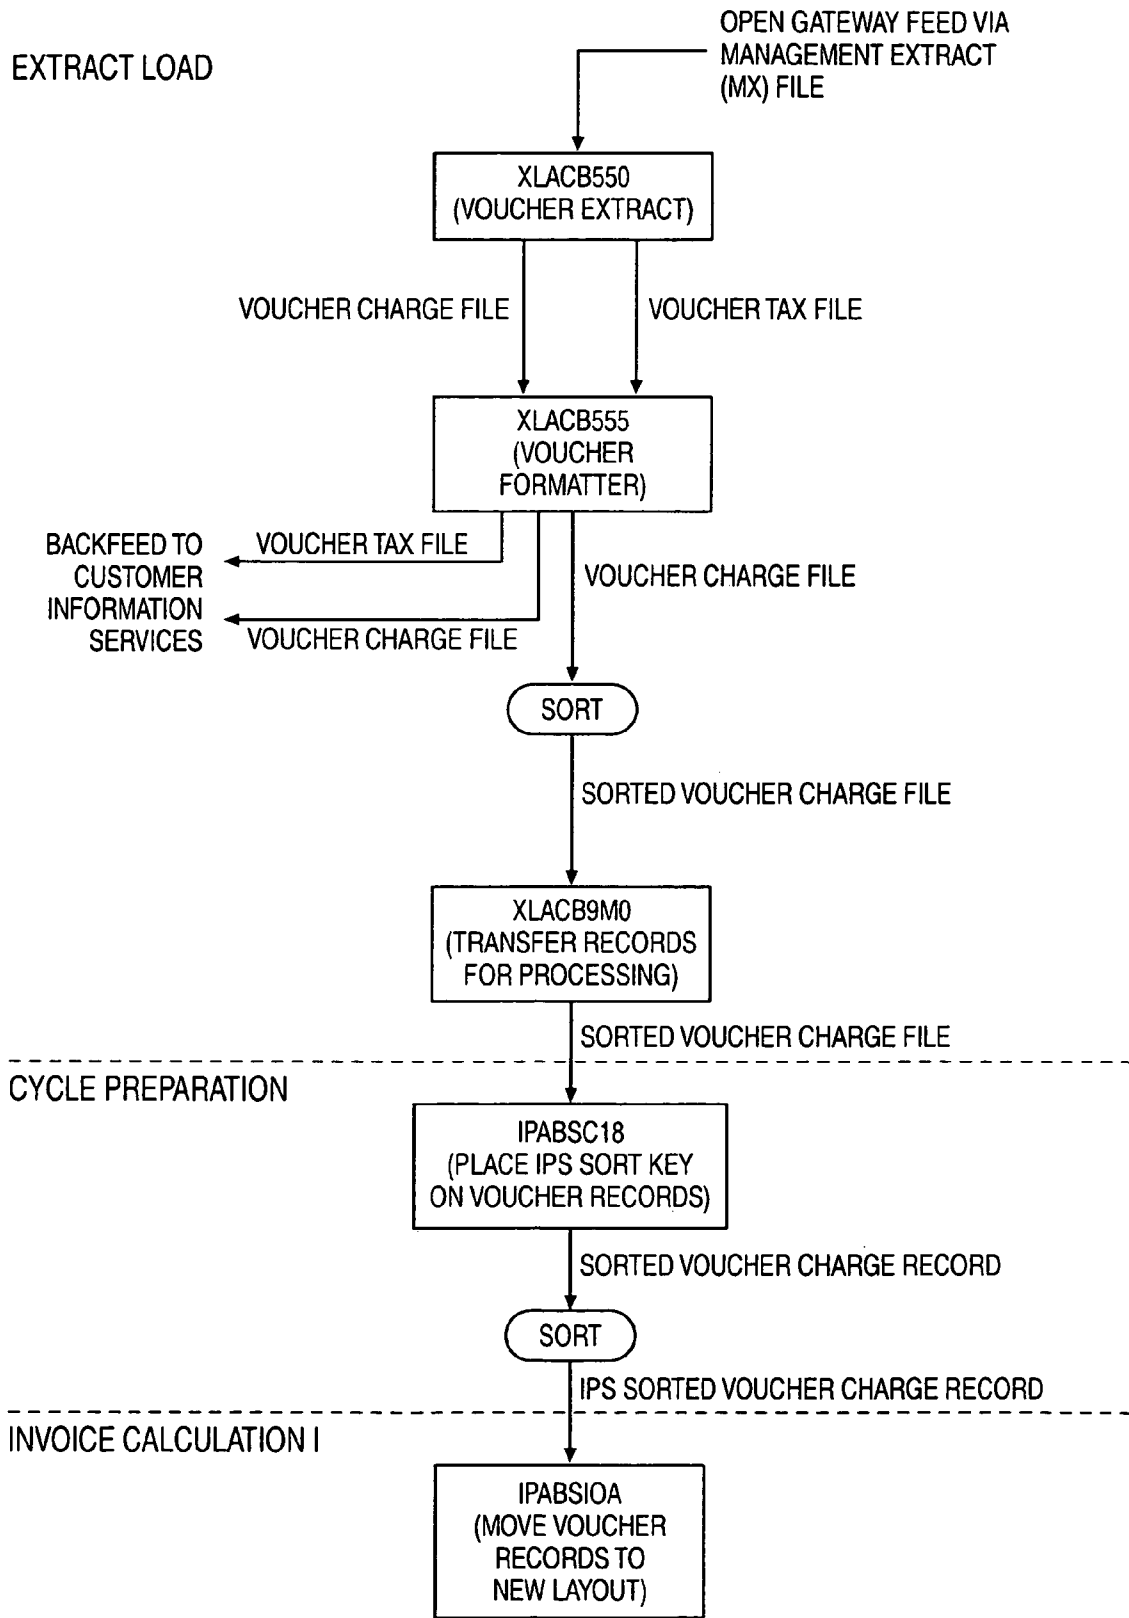 OPEN GATEWAY FEED VIA
MANAGEMENT EXTRACT
(MX) FILE
EXTRACT LOAD
XLACB550
(VOUCHER EXTRACT)
VOUCHER CHARGE FILE
VOUCHER TAX FILE
XLACB555
(VOUCHER
FORMATTER)
BACKFEED TO
CUSTOMER
INFORMATION
SERVICES
VOUCHER TAX FILE
VOUCHER CHARGE FILE
VOUCHER CHARGE FILE
SORT
SORTED VOUCHER CHARGE FILE
XLACB9M0
(TRANSFER RECORDS
FOR PROCESSING)
SORTED VOUCHER CHARGE FILE
CYCLE PREPARATION
IPABSC18
(PLACE IPS SORT KEY
ON VOUCHER RECORDS)
SORTED VOUCHER CHARGE RECORD
SORT
IPS SORTED VOUCHER CHARGE RECORD
INVOICE CALCULATION I
IPABSIOA
(MOVE VOUCHER
RECORDS TO
NEW LAYOUT)